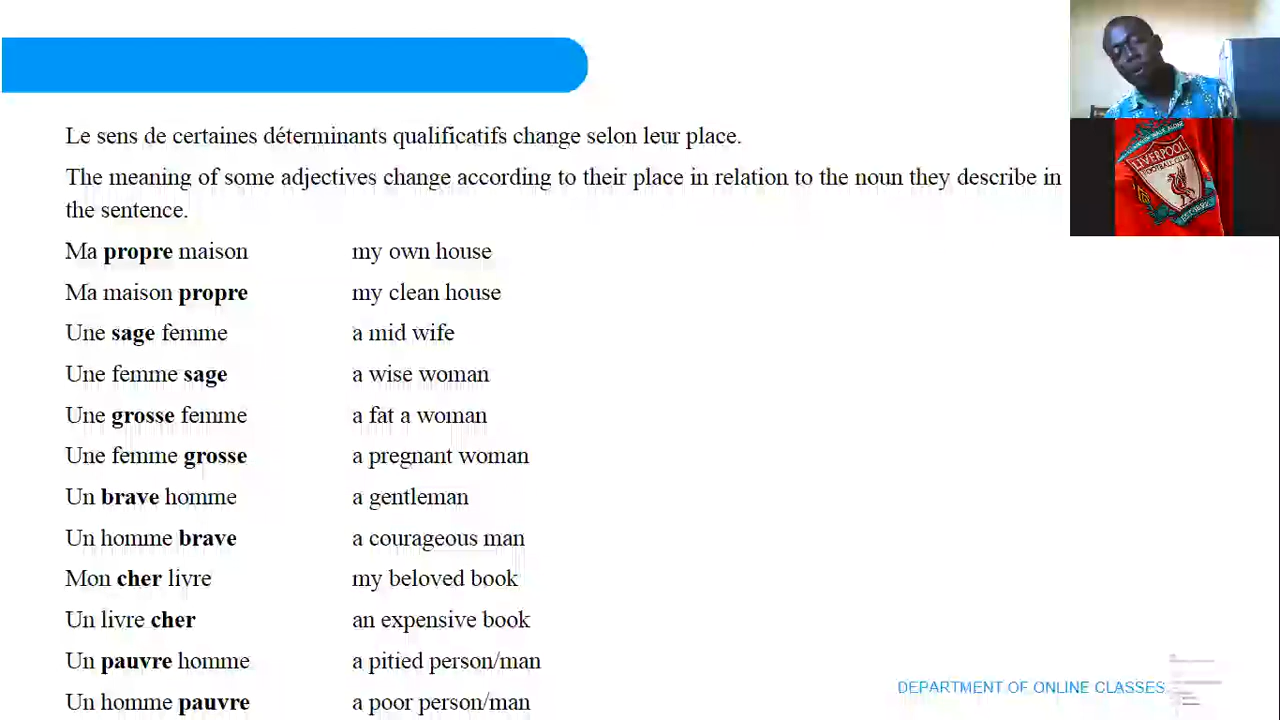 Le sens de certaines déterminants qualificatifs change selon leur place.
The meaning of some adjectives change according to their place in relation to the noun they describe in
the sentence.
Ma propre maison my own house
Ma maison propre my clean house
Une sage femme a mid wife
Une femme sage a wise woman
Une grosse femme a fat a woman
Une femme grosse a pregnant woman
Un brave homme a gentleman
Un homme brave a courageous man
Mon cher livre my beloved book
Un livre cher an expensive book
Un pauvre homme a pitied person/man
Un homme pauvre a poor person/man
DEPARTMENT OF ONLINE CLASSES
LIVERPOOL